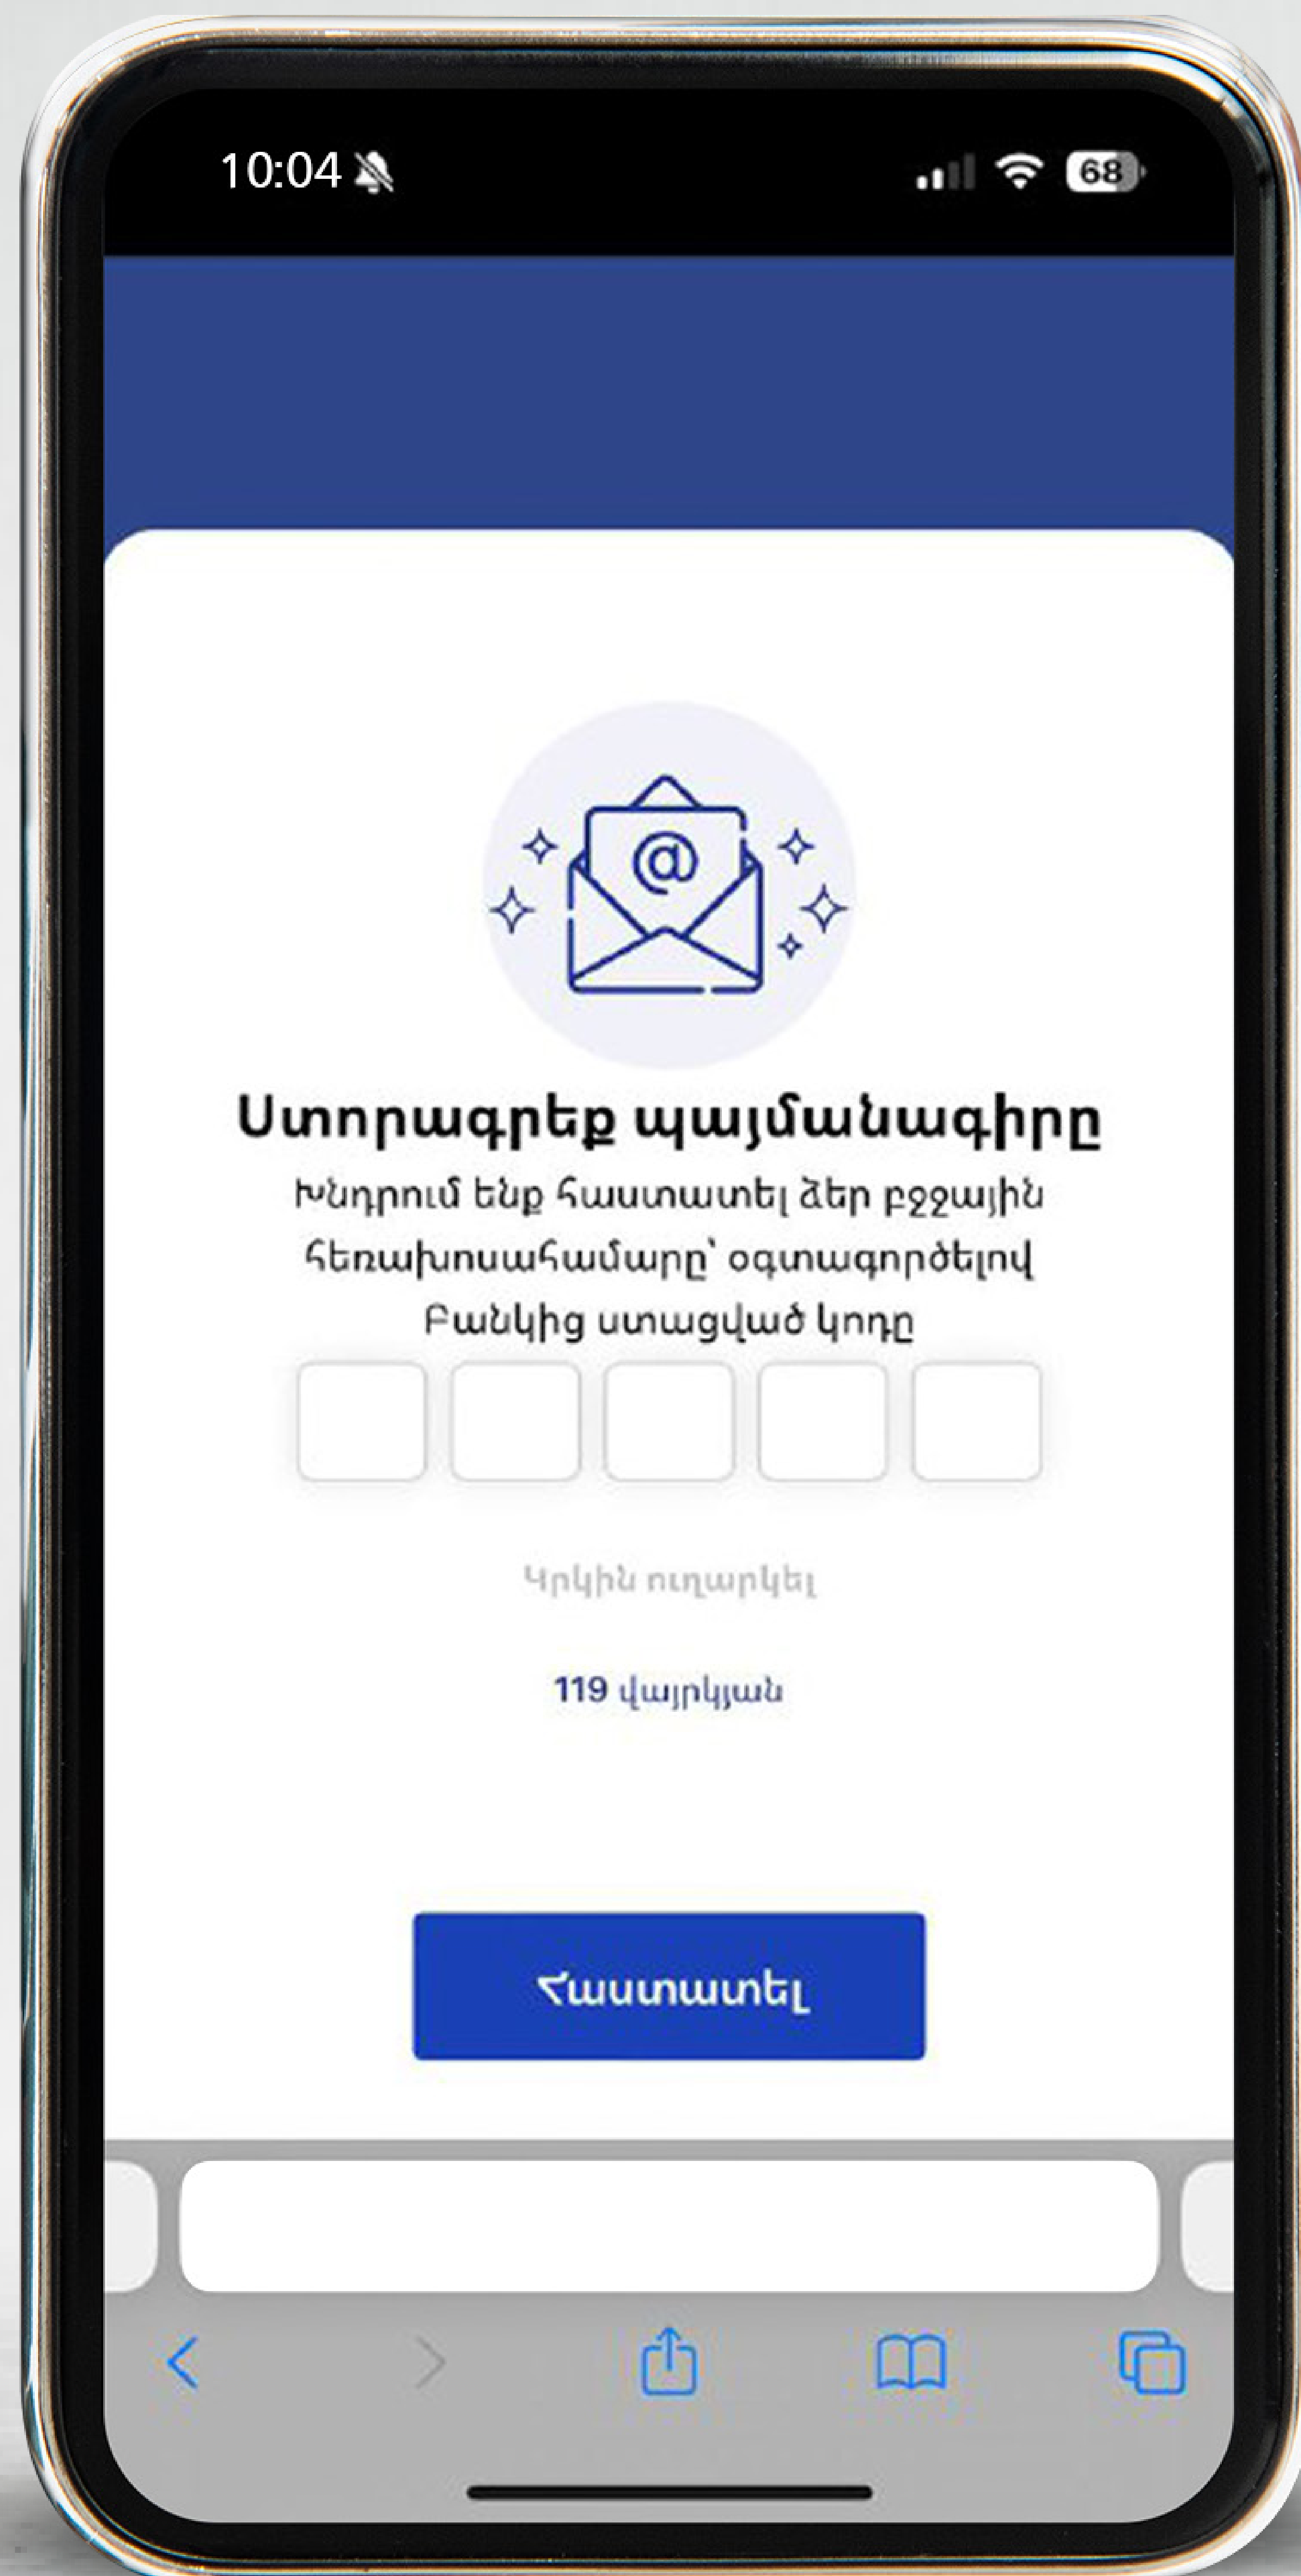 10:04
68
@
Ստորագրեք պայմանագիրը
Խնդրում ենք հաստատել ձեր բջջային
հեռախոսահամարը՝ օգտագործելով
Բանկից ստացված կոդը
Կրկին ուղարկել
119 վայրկյան
Հաստատել